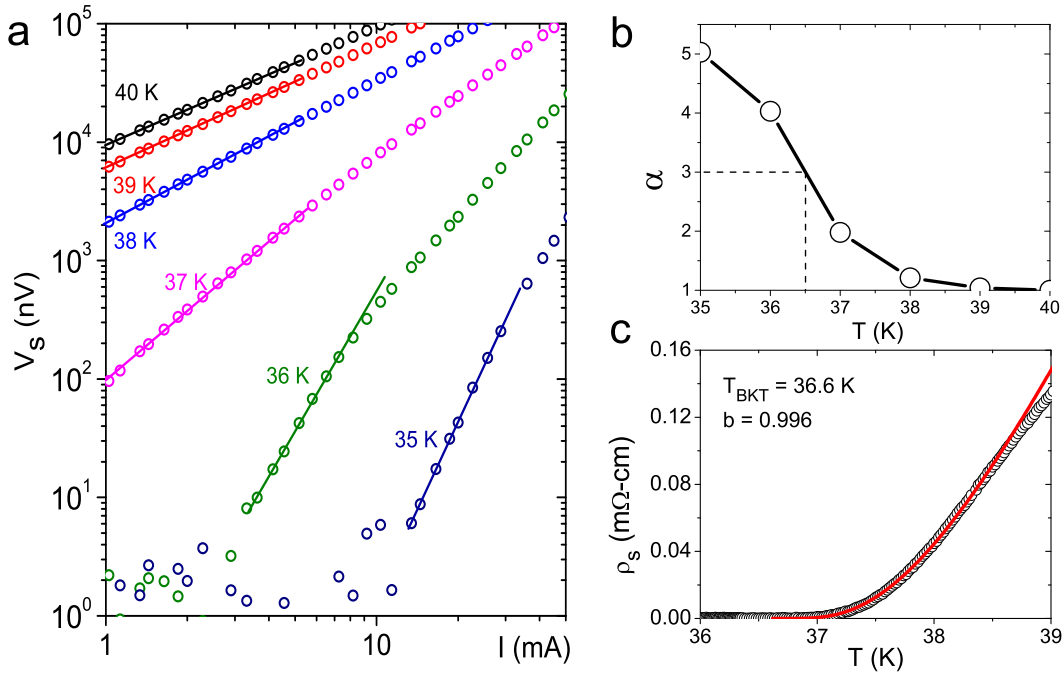 a
V_S (nV)
10^5
10^4
10^3
10^2
10^1
10^0
40 K
39 K
38 K
37 K
36 K
35 K
1
10
I (mA)
b
α
5
4
3
2
1
35
36
37
38
39
40
T (K)
c
ρ_s (mΩ-cm)
0.16
0.12
0.08
0.04
0.00
T_BKT = 36.6 K
b = 0.996
36
37
38
39
T (K)